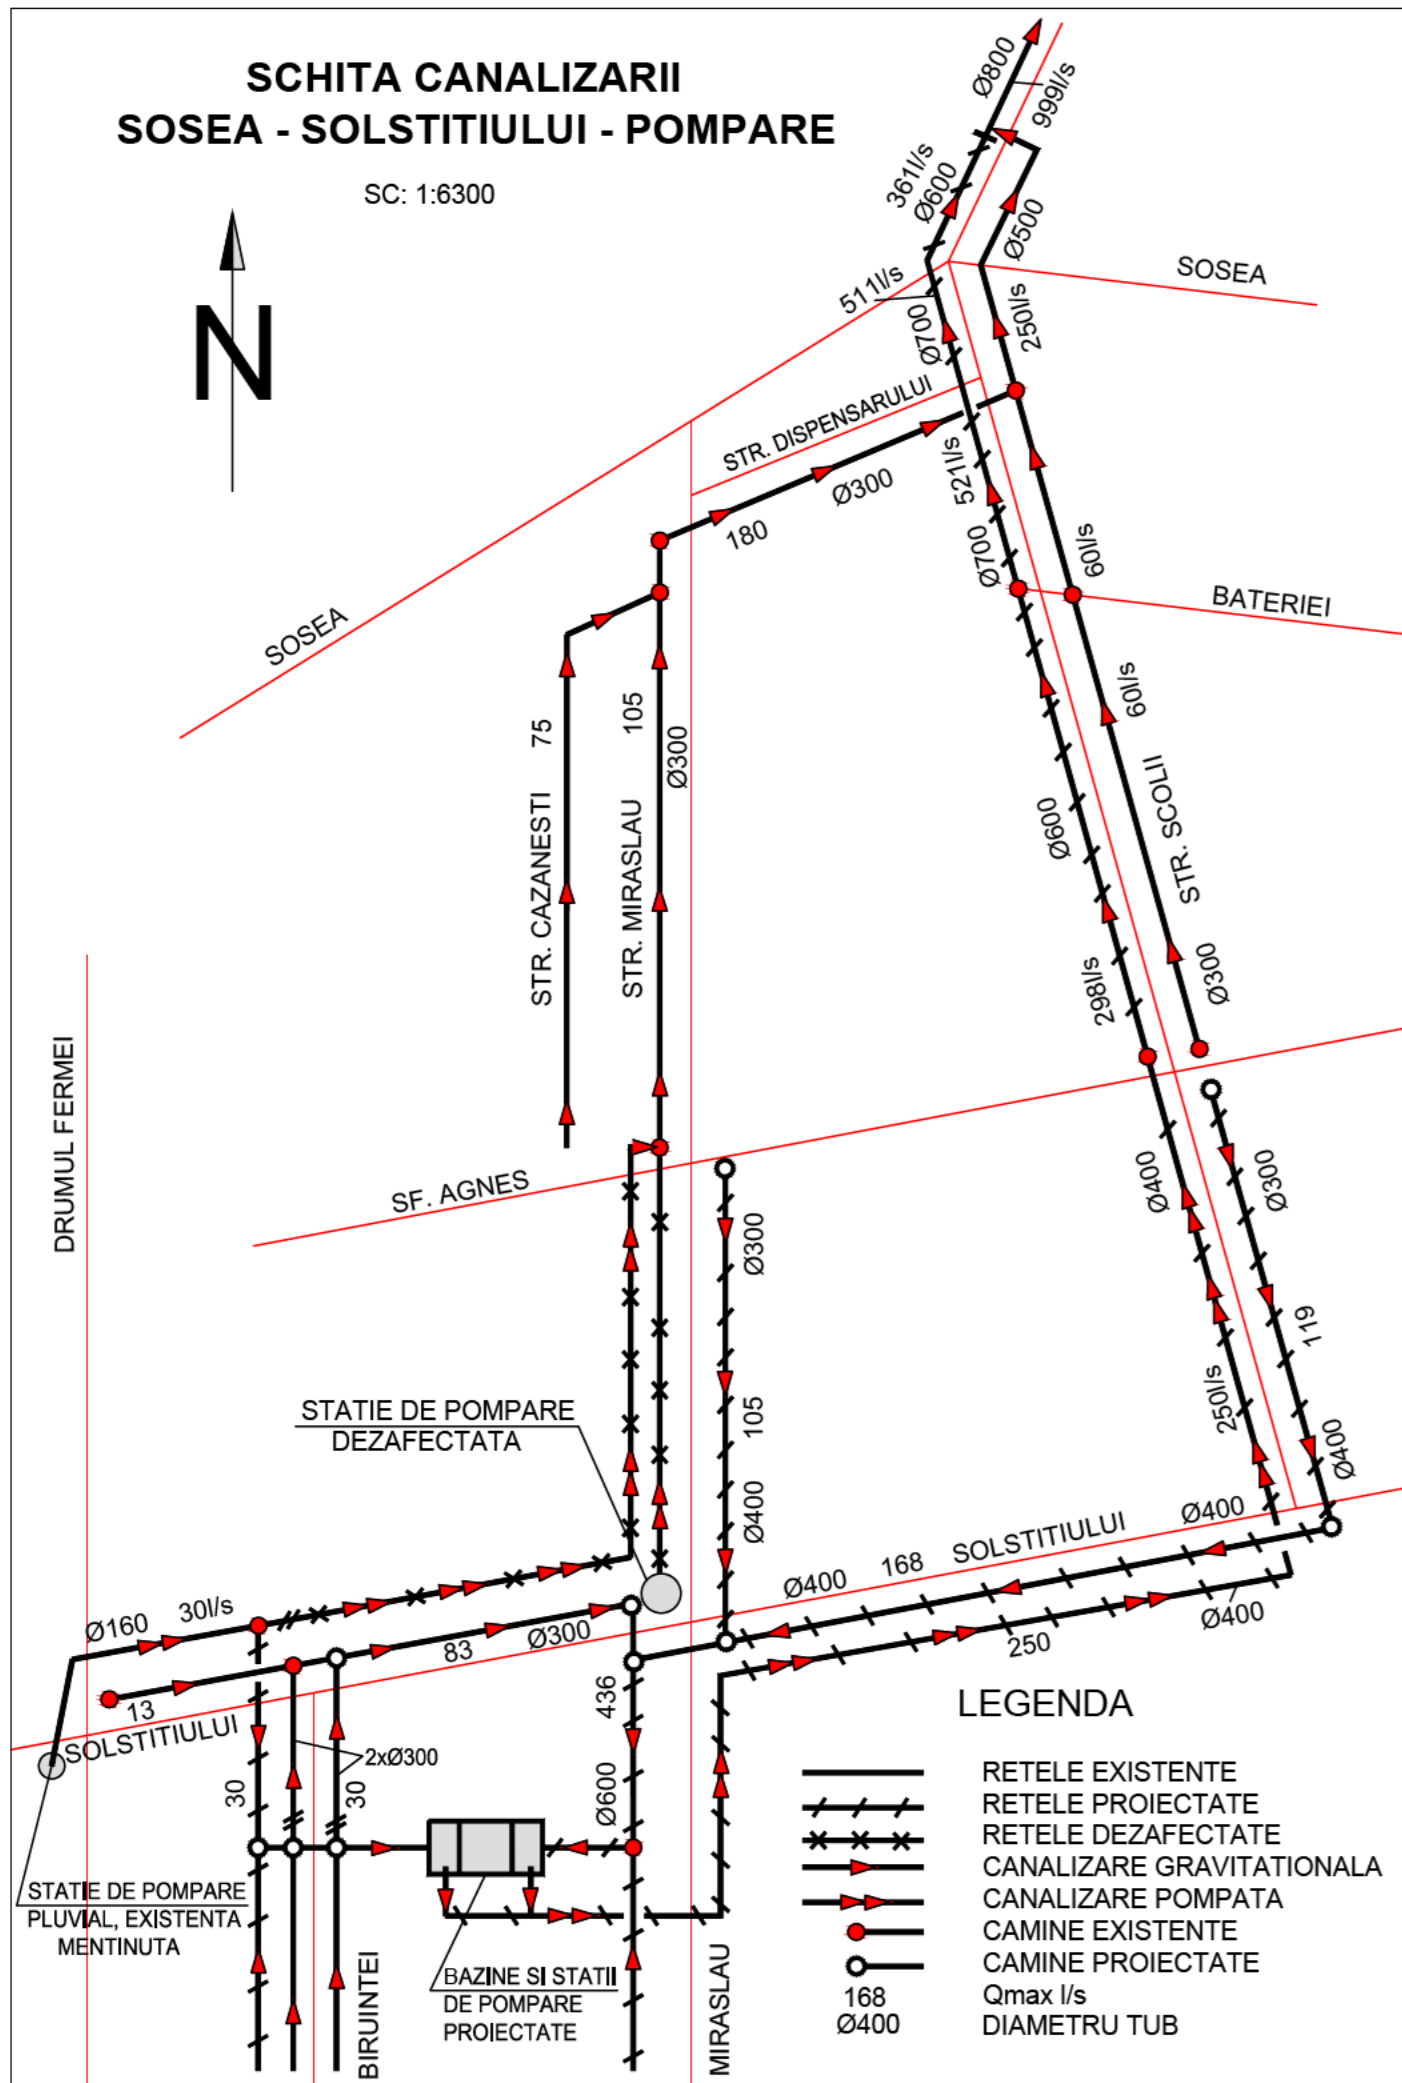 SCHITA CANALIZARII
SOSEA - SOLSTITIULUI - POMPARE
SC: 1:6300
N
Ø800
999l/s
361l/s
Ø600
Ø500
SOSEA
511l/s
Ø700
250l/s
STR. DISPENSARULUI
521l/s
Ø300
180
Ø700
60l/s
BATERIEI
SOSEA
60l/s
75
105
Ø300
STR. SCOLII
Ø600
STR. CAZANESTI
STR. MIRASLAU
298l/s
Ø300
DRUMUL FERMEI
SF. AGNES
Ø400
Ø300
Ø300
119
STATIE DE POMPARE
DEZAFECTATA
105
250l/s
Ø400
Ø400
Ø400
SOLSTITIULUI
168
Ø400
Ø160
30l/s
83
Ø300
250
Ø400
13
SOLSTITIULUI
436
2xØ300
30
30
Ø600
STATIE DE POMPARE
PLUVIAL, EXISTENTA
MENTINUTA
BIRUINTEI
BAZINE SI STATII
DE POMPARE
PROIECTATE
MIRASLAU
LEGENDA
RETELE EXISTENTE
RETELE PROIECTATE
RETELE DEZAFECTATE
CANALIZARE GRAVITATIONALA
CANALIZARE POMPATA
CAMINE EXISTENTE
CAMINE PROIECTATE
168 Qmax l/s
Ø400 DIAMETRU TUB